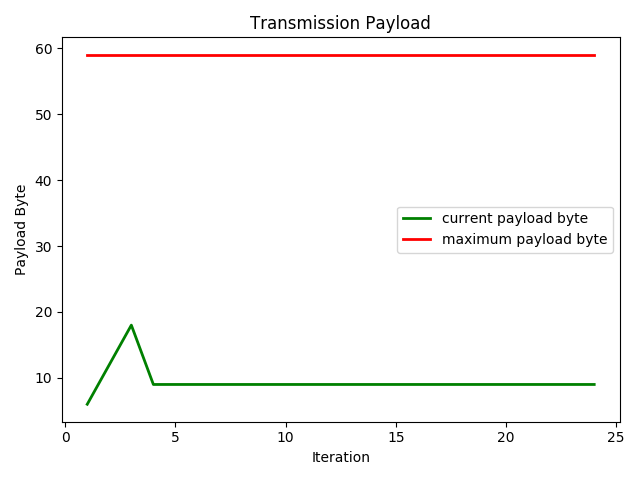 Transmission Payload
60
50
40
30
20
10
Payload Byte
current payload byte
maximum payload byte
0 5 10 15 20 25
Iteration